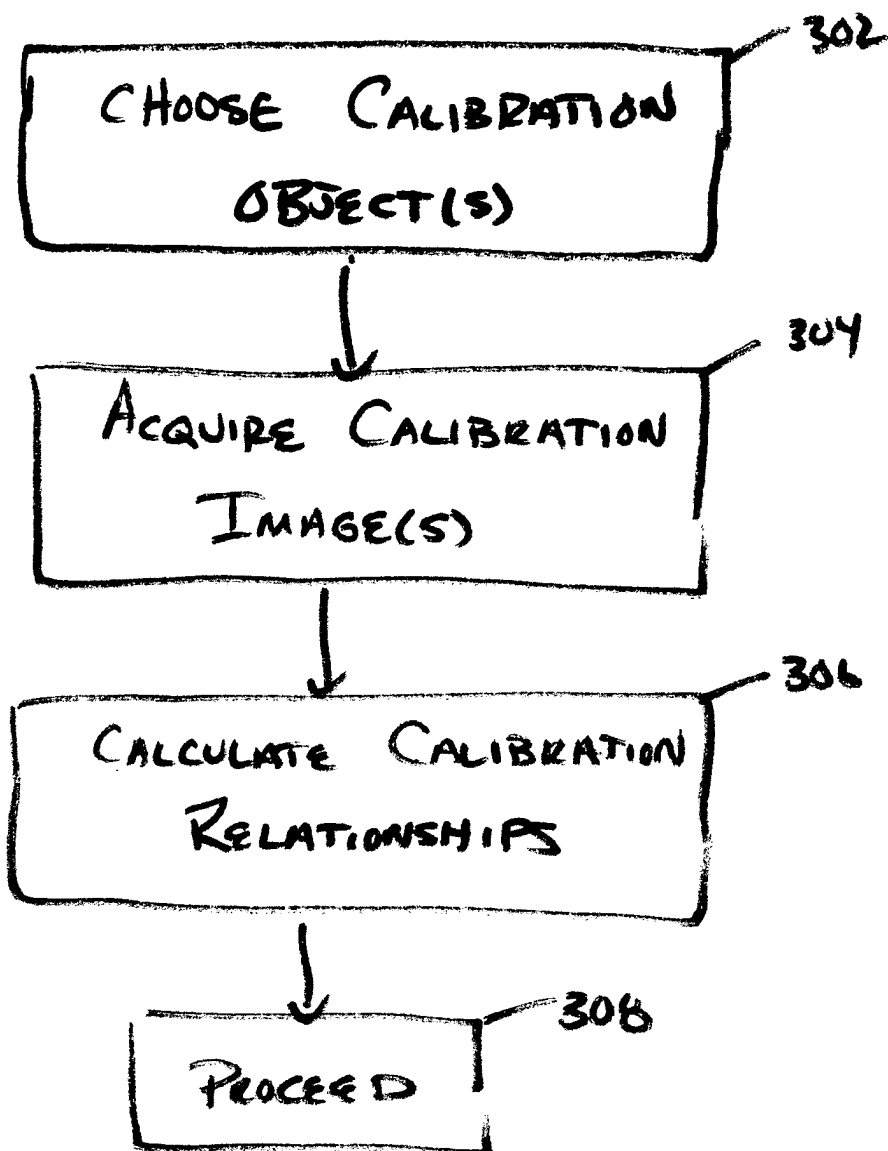 302
CHOOSE CALIBRATION
OBJECT(S)
304
ACQUIRE CALIBRATION
IMAGE(S)
306
CALCULATE CALIBRATION
RELATIONSHIPS
308
PROCEED